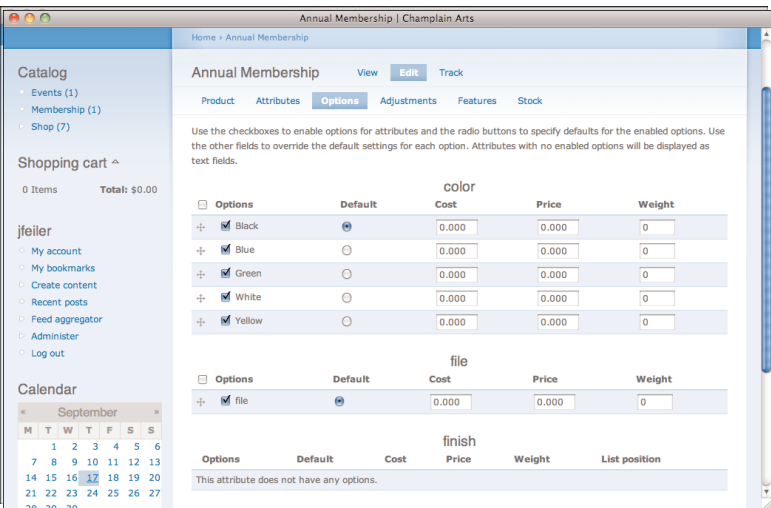 Annual Membership | Champlain Arts
Home › Annual Membership
Catalog
Events (1)
Membership (1)
Shop (7)
Shopping cart
0 Items Total: $0.00
jfeiler
My account
My bookmarks
Create content
Recent posts
Feed aggregator
Administer
Log out
Calendar
« September »
M T W T F S S
1 2 3 4 5 6
7 8 9 10 11 12 13
14 15 16 17 18 19 20
21 22 23 24 25 26 27
28 29 30
Annual Membership View Edit Track
Product Attributes Options Adjustments Features Stock
Use the checkboxes to enable options for attributes and the radio buttons to specify defaults for the enabled options. Use
the other fields to override the default settings for each option. Attributes with no enabled options will be displayed as
text fields.
color
Options Default Cost Price Weight
Black 0.000 0.000 0
Blue 0.000 0.000 0
Green 0.000 0.000 0
White 0.000 0.000 0
Yellow 0.000 0.000 0
file
Options Default Cost Price Weight
file 0.000 0.000 0
finish
Options Default Cost Price Weight List position
This attribute does not have any options.